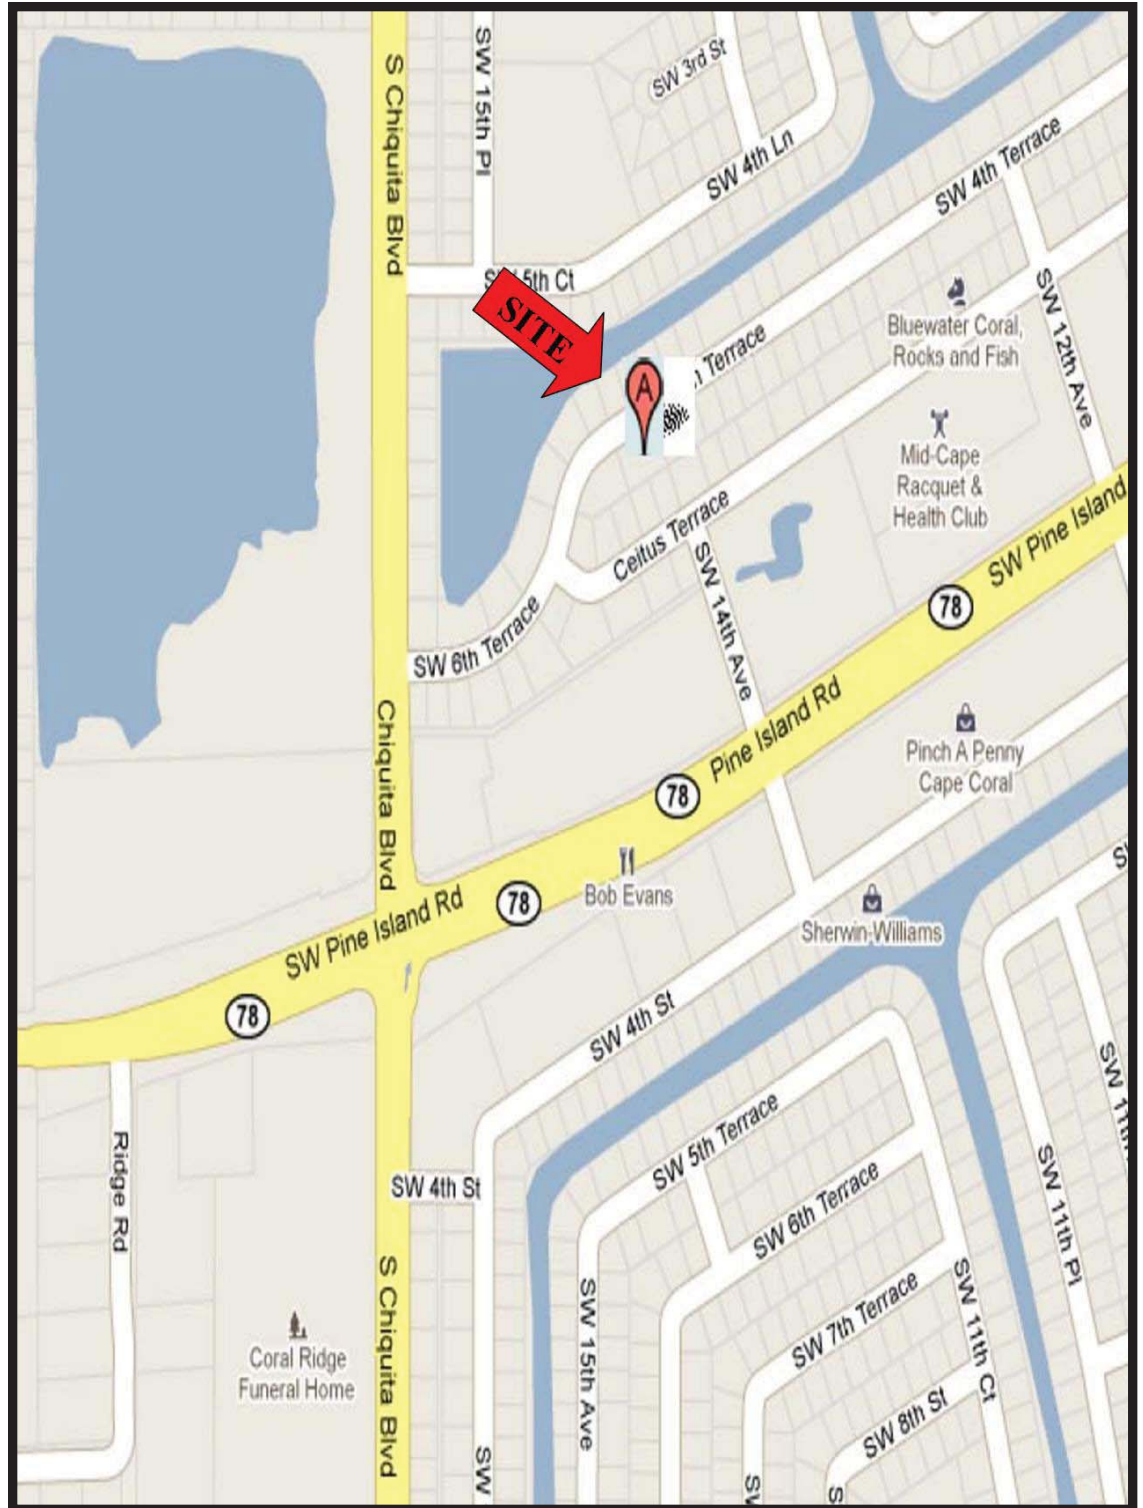 S Chiquita Blvd
SW 15th Pl
SW 3rd St
SW 4th Ln
SW 4th Terrace
5th Ct
SITE
A
Terrace
SW 12th Ave
Bluewater Coral,
Rocks and Fish
Mid-Cape
Racquet &
Health Club
Ceitus Terrace
SW 14th Ave
SW 6th Terrace
SW Pine Island
78
Pine Island Rd
78
Chiquita Blvd
Pinch A Penny
Cape Coral
Bob Evans
78
SW Pine Island Rd
78
Sherwin-Williams
SW 4th St
SW 5th Terrace
SW 6th Terrace
SW 7th Terrace
SW 8th St
SW 11th Ct
SW 11th Pl
SW 11th
SW 4th St
Ridge Rd
S Chiquita Blvd
Coral Ridge
Funeral Home
SW 15th Ave
SW